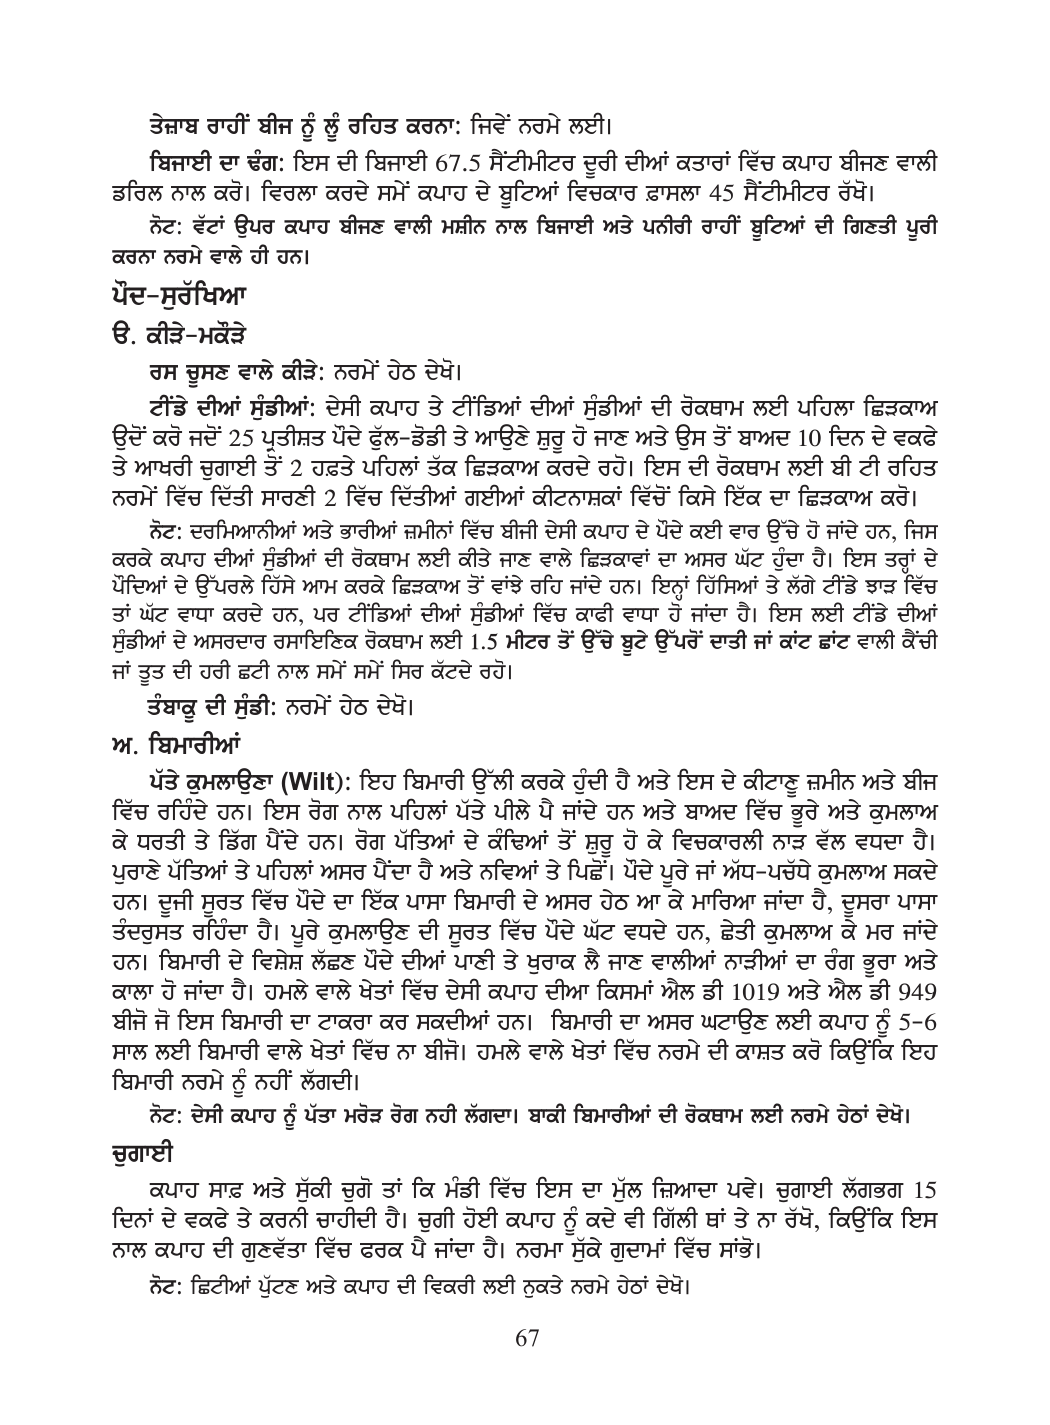 ਤੇਜ਼ਾਬ ਰਾਹੀਂ ਬੀਜ ਨੂੰ ਲੂੰ ਰਹਿਤ ਕਰਨਾ: ਜਿਵੇਂ ਨਰਮੇ ਲਈ।
ਬਿਜਾਈ ਦਾ ਢੰਗ: ਇਸ ਦੀ ਬਿਜਾਈ 67.5 ਸੈਂਟੀਮੀਟਰ ਦੂਰੀ ਦੀਆਂ ਕਤਾਰਾਂ ਵਿੱਚ ਕਪਾਹ ਬੀਜਣ ਵਾਲੀ
ਡਰਿਲ ਨਾਲ ਕਰੋ। ਵਿਰਲਾ ਕਰਦੇ ਸਮੇਂ ਕਪਾਹ ਦੇ ਬੂਟਿਆਂ ਵਿਚਕਾਰ ਫ਼ਾਸਲਾ 45 ਸੈਂਟੀਮੀਟਰ ਰੱਖੋ।
ਨੋਟ: ਵੱਟਾਂ ਉਪਰ ਕਪਾਹ ਬੀਜਣ ਵਾਲੀ ਮਸ਼ੀਨ ਨਾਲ ਬਿਜਾਈ ਅਤੇ ਪਨੀਰੀ ਰਾਹੀਂ ਬੂਟਿਆਂ ਦੀ ਗਿਣਤੀ ਪੂਰੀ
ਕਰਨਾ ਨਰਮੇ ਵਾਲੇ ਹੀ ਹਨ।
ਪੌਦ-ਸੁਰੱਖਿਆ
ੳ. ਕੀੜੇ-ਮਕੌੜੇ
ਰਸ ਚੂਸਣ ਵਾਲੇ ਕੀੜੇ: ਨਰਮੇਂ ਹੇਠ ਦੇਖੋ।
ਟੀਂਡੇ ਦੀਆਂ ਸੁੰਡੀਆਂ: ਦੇਸੀ ਕਪਾਹ ਤੇ ਟੀਂਡਿਆਂ ਦੀਆਂ ਸੁੰਡੀਆਂ ਦੀ ਰੋਕਥਾਮ ਲਈ ਪਹਿਲਾ ਛਿੜਕਾਅ
ਉਦੋਂ ਕਰੋ ਜਦੋਂ 25 ਪ੍ਰਤੀਸ਼ਤ ਪੌਦੇ ਫੁੱਲ-ਡੋਡੀ ਤੇ ਆਉਣੇ ਸ਼ੁਰੂ ਹੋ ਜਾਣ ਅਤੇ ਉਸ ਤੋਂ ਬਾਅਦ 10 ਦਿਨ ਦੇ ਵਕਫੇ
ਤੇ ਆਖਰੀ ਚੁਗਾਈ ਤੋਂ 2 ਹਫ਼ਤੇ ਪਹਿਲਾਂ ਤੱਕ ਛਿੜਕਾਅ ਕਰਦੇ ਰਹੋ। ਇਸ ਦੀ ਰੋਕਥਾਮ ਲਈ ਬੀ ਟੀ ਰਹਿਤ
ਨਰਮੇਂ ਵਿੱਚ ਦਿੱਤੀ ਸਾਰਣੀ 2 ਵਿੱਚ ਦਿੱਤੀਆਂ ਗਈਆਂ ਕੀਟਨਾਸ਼ਕਾਂ ਵਿੱਚੋਂ ਕਿਸੇ ਇੱਕ ਦਾ ਛਿੜਕਾਅ ਕਰੋ।
ਨੋਟ: ਦਰਮਿਆਨੀਆਂ ਅਤੇ ਭਾਰੀਆਂ ਜ਼ਮੀਨਾਂ ਵਿੱਚ ਬੀਜੀ ਦੇਸੀ ਕਪਾਹ ਦੇ ਪੌਦੇ ਕਈ ਵਾਰ ਉੱਚੇ ਹੋ ਜਾਂਦੇ ਹਨ, ਜਿਸ
ਕਰਕੇ ਕਪਾਹ ਦੀਆਂ ਸੁੰਡੀਆਂ ਦੀ ਰੋਕਥਾਮ ਲਈ ਕੀਤੇ ਜਾਣ ਵਾਲੇ ਛਿੜਕਾਵਾਂ ਦਾ ਅਸਰ ਘੱਟ ਹੁੰਦਾ ਹੈ। ਇਸ ਤਰ੍ਹਾਂ ਦੇ
ਪੌਦਿਆਂ ਦੇ ਉੱਪਰਲੇ ਹਿੱਸੇ ਆਮ ਕਰਕੇ ਛਿੜਕਾਅ ਤੋਂ ਵਾਂਝੇ ਰਹਿ ਜਾਂਦੇ ਹਨ। ਇਨ੍ਹਾਂ ਹਿੱਸਿਆਂ ਤੇ ਲੱਗੇ ਟੀਂਡੇ ਝਾੜ ਵਿੱਚ
ਤਾਂ ਘੱਟ ਵਾਧਾ ਕਰਦੇ ਹਨ, ਪਰ ਟੀਂਡਿਆਂ ਦੀਆਂ ਸੁੰਡੀਆਂ ਵਿੱਚ ਕਾਫੀ ਵਾਧਾ ਹੋ ਜਾਂਦਾ ਹੈ। ਇਸ ਲਈ ਟੀਂਡੇ ਦੀਆਂ
ਸੁੰਡੀਆਂ ਦੇ ਅਸਰਦਾਰ ਰਸਾਇਣਿਕ ਰੋਕਥਾਮ ਲਈ 1.5 ਮੀਟਰ ਤੋਂ ਉੱਚੇ ਬੂਟੇ ਉੱਪਰੋਂ ਦਾਤੀ ਜਾਂ ਕਾਂਟ ਛਾਂਟ ਵਾਲੀ ਕੈਂਚੀ
ਜਾਂ ਤੂਤ ਦੀ ਹਰੀ ਛਟੀ ਨਾਲ ਸਮੇਂ ਸਮੇਂ ਸਿਰ ਕੱਟਦੇ ਰਹੋ।
ਤੰਬਾਕੂ ਦੀ ਸੁੰਡੀ: ਨਰਮੇਂ ਹੇਠ ਦੇਖੋ।
ਅ. ਬਿਮਾਰੀਆਂ
ਪੱਤੇ ਕੁਮਲਾਉਣਾ (Wilt): ਇਹ ਬਿਮਾਰੀ ਉੱਲੀ ਕਰਕੇ ਹੁੰਦੀ ਹੈ ਅਤੇ ਇਸ ਦੇ ਕੀਟਾਣੂ ਜ਼ਮੀਨ ਅਤੇ ਬੀਜ
ਵਿੱਚ ਰਹਿੰਦੇ ਹਨ। ਇਸ ਰੋਗ ਨਾਲ ਪਹਿਲਾਂ ਪੱਤੇ ਪੀਲੇ ਪੈ ਜਾਂਦੇ ਹਨ ਅਤੇ ਬਾਅਦ ਵਿੱਚ ਭੂਰੇ ਅਤੇ ਕੁਮਲਾਅ
ਕੇ ਧਰਤੀ ਤੇ ਡਿੱਗ ਪੈਂਦੇ ਹਨ। ਰੋਗ ਪੱਤਿਆਂ ਦੇ ਕੰਢਿਆਂ ਤੋਂ ਸ਼ੁਰੂ ਹੋ ਕੇ ਵਿਚਕਾਰਲੀ ਨਾੜ ਵੱਲ ਵਧਦਾ ਹੈ।
ਪੁਰਾਣੇ ਪੱਤਿਆਂ ਤੇ ਪਹਿਲਾਂ ਅਸਰ ਪੈਂਦਾ ਹੈ ਅਤੇ ਨਵਿਆਂ ਤੇ ਪਿਛੋਂ। ਪੌਦੇ ਪੂਰੇ ਜਾਂ ਅੱਧ-ਪਚੱਧੇ ਕੁਮਲਾਅ ਸਕਦੇ
ਹਨ। ਦੂਜੀ ਸੂਰਤ ਵਿੱਚ ਪੌਦੇ ਦਾ ਇੱਕ ਪਾਸਾ ਬਿਮਾਰੀ ਦੇ ਅਸਰ ਹੇਠ ਆ ਕੇ ਮਾਰਿਆ ਜਾਂਦਾ ਹੈ, ਦੂਸਰਾ ਪਾਸਾ
ਤੰਦਰੁਸਤ ਰਹਿੰਦਾ ਹੈ। ਪੂਰੇ ਕੁਮਲਾਉਣ ਦੀ ਸੂਰਤ ਵਿੱਚ ਪੌਦੇ ਘੱਟ ਵਧਦੇ ਹਨ, ਛੇਤੀ ਕੁਮਲਾਅ ਕੇ ਮਰ ਜਾਂਦੇ
ਹਨ। ਬਿਮਾਰੀ ਦੇ ਵਿਸ਼ੇਸ਼ ਲੱਛਣ ਪੌਦੇ ਦੀਆਂ ਪਾਣੀ ਤੇ ਖੁਰਾਕ ਲੈ ਜਾਣ ਵਾਲੀਆਂ ਨਾੜੀਆਂ ਦਾ ਰੰਗ ਭੂਰਾ ਅਤੇ
ਕਾਲਾ ਹੋ ਜਾਂਦਾ ਹੈ। ਹਮਲੇ ਵਾਲੇ ਖੇਤਾਂ ਵਿੱਚ ਦੇਸੀ ਕਪਾਹ ਦੀਆ ਕਿਸਮਾਂ ਐਲ ਡੀ 1019 ਅਤੇ ਐਲ ਡੀ 949
ਬੀਜੋ ਜੋ ਇਸ ਬਿਮਾਰੀ ਦਾ ਟਾਕਰਾ ਕਰ ਸਕਦੀਆਂ ਹਨ। ਬਿਮਾਰੀ ਦਾ ਅਸਰ ਘਟਾਉਣ ਲਈ ਕਪਾਹ ਨੂੰ 5-6
ਸਾਲ ਲਈ ਬਿਮਾਰੀ ਵਾਲੇ ਖੇਤਾਂ ਵਿੱਚ ਨਾ ਬੀਜੋ। ਹਮਲੇ ਵਾਲੇ ਖੇਤਾਂ ਵਿੱਚ ਨਰਮੇ ਦੀ ਕਾਸ਼ਤ ਕਰੋ ਕਿਉਂਕਿ ਇਹ
ਬਿਮਾਰੀ ਨਰਮੇ ਨੂੰ ਨਹੀਂ ਲੱਗਦੀ।
ਨੋਟ: ਦੇਸੀ ਕਪਾਹ ਨੂੰ ਪੱਤਾ ਮਰੋੜ ਰੋਗ ਨਹੀ ਲੱਗਦਾ। ਬਾਕੀ ਬਿਮਾਰੀਆਂ ਦੀ ਰੋਕਥਾਮ ਲਈ ਨਰਮੇ ਹੇਠਾਂ ਦੇਖੋ।
ਚੁਗਾਈ
ਕਪਾਹ ਸਾਫ਼ ਅਤੇ ਸੁੱਕੀ ਚੁਗੋ ਤਾਂ ਕਿ ਮੰਡੀ ਵਿੱਚ ਇਸ ਦਾ ਮੁੱਲ ਜ਼ਿਆਦਾ ਪਵੇ। ਚੁਗਾਈ ਲੱਗਭਗ 15
ਦਿਨਾਂ ਦੇ ਵਕਫੇ ਤੇ ਕਰਨੀ ਚਾਹੀਦੀ ਹੈ। ਚੁਗੀ ਹੋਈ ਕਪਾਹ ਨੂੰ ਕਦੇ ਵੀ ਗਿੱਲੀ ਥਾਂ ਤੇ ਨਾ ਰੱਖੋ, ਕਿਉਂਕਿ ਇਸ
ਨਾਲ ਕਪਾਹ ਦੀ ਗੁਣਵੱਤਾ ਵਿੱਚ ਫਰਕ ਪੈ ਜਾਂਦਾ ਹੈ। ਨਰਮਾ ਸੁੱਕੇ ਗੁਦਾਮਾਂ ਵਿੱਚ ਸਾਂਭੋ।
ਨੋਟ: ਛਿਟੀਆਂ ਪੁੱਟਣ ਅਤੇ ਕਪਾਹ ਦੀ ਵਿਕਰੀ ਲਈ ਨੁਕਤੇ ਨਰਮੇ ਹੇਠਾਂ ਦੇਖੋ।
67